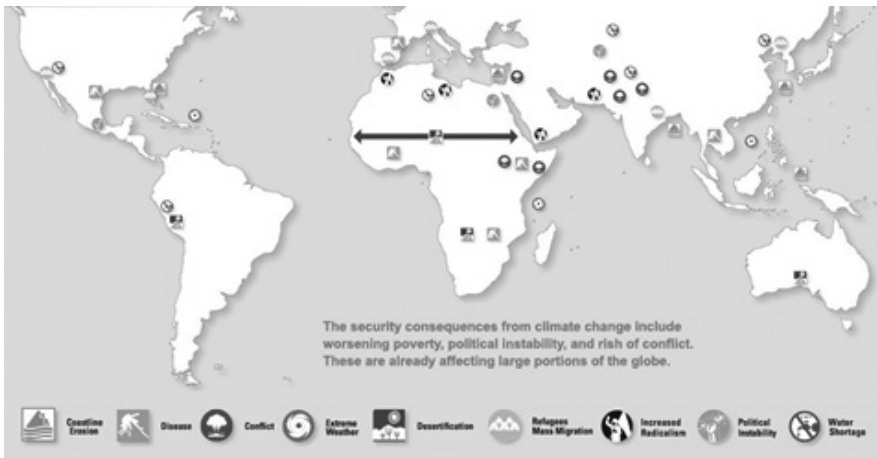 The security consequences from climate change include
worsening poverty, political instability, and rish of conflict.
These are already affecting large portions of the globe.
Coastline
Erosion
Disease
Conflict
Extreme
Weather
Desertification
Refugees
Mass Migration
Increased
Radicalism
Political
Instability
Water
Shortage